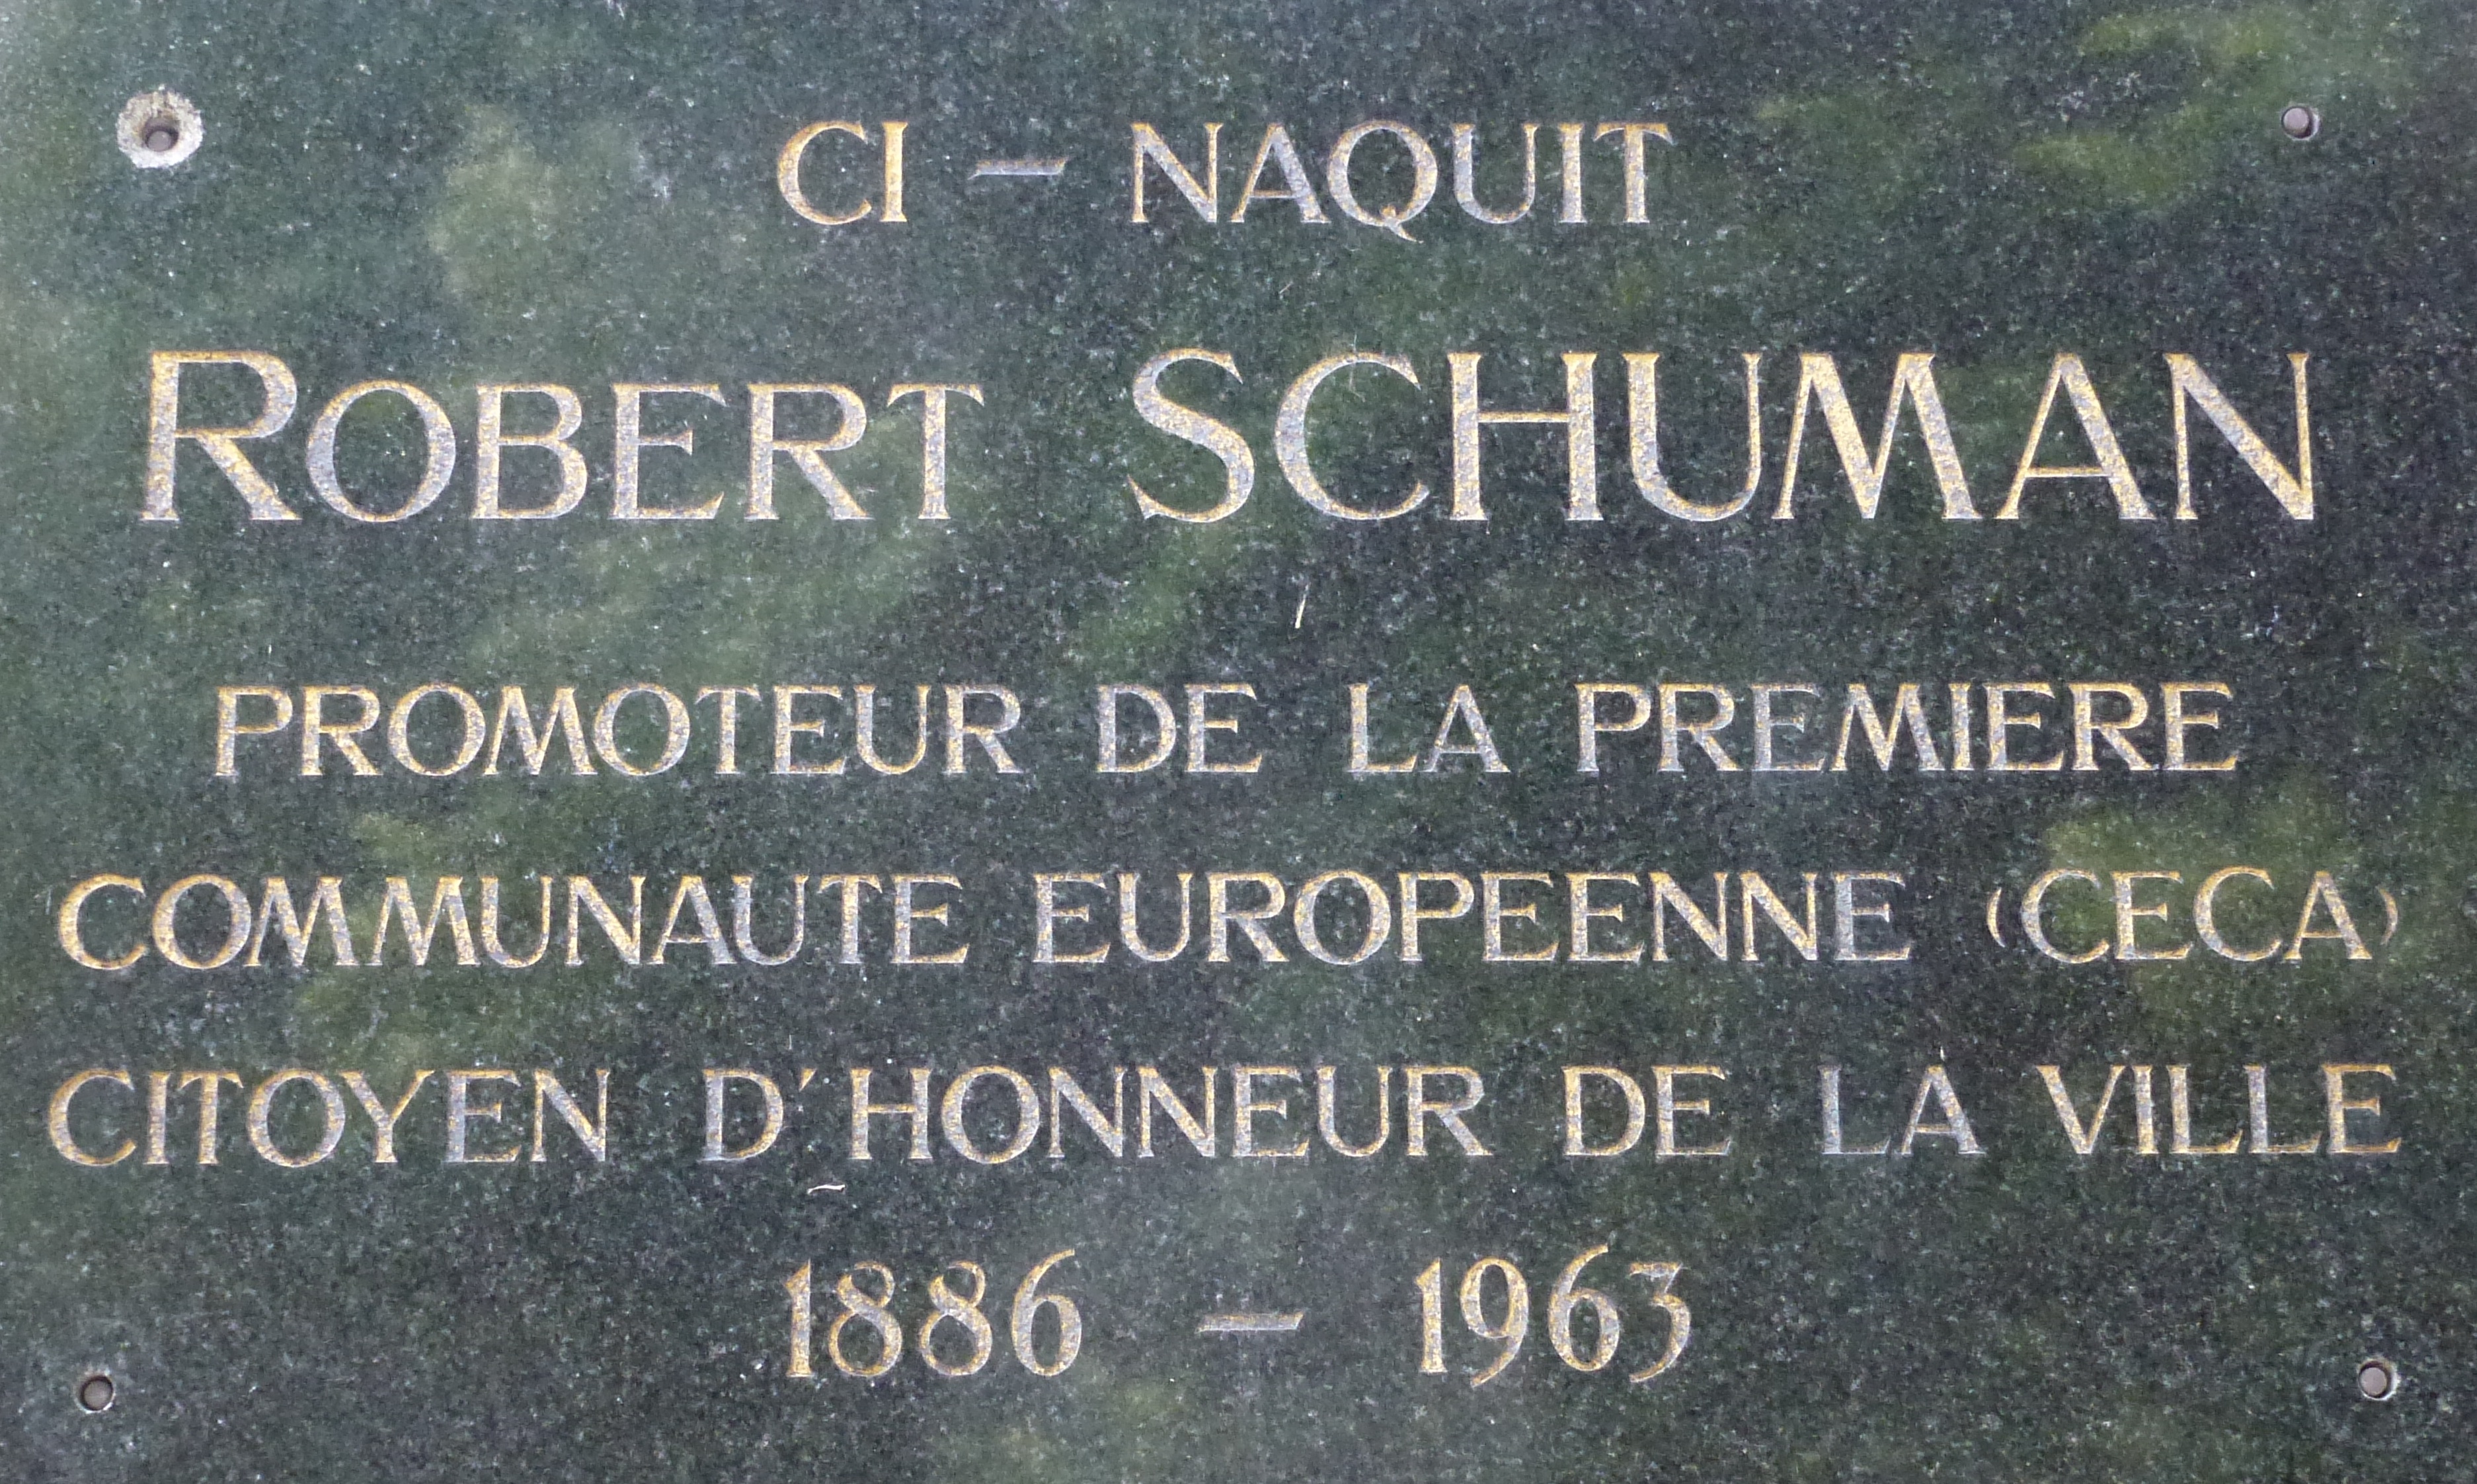 CI — NAQUIT
ROBERT SCHUMAN
PROMOTEUR DE LA PREMIERE
COMMUNAUTE EUROPEENNE (CECA)
CITOYEN D'HONNEUR DE LA VILLE
1886 — 1963